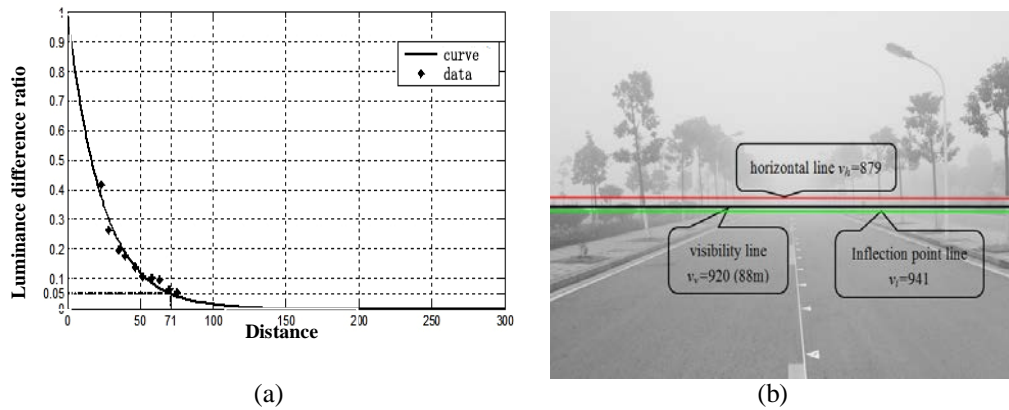 1
0.9
0.8
0.7
0.6
0.5
0.4
0.3
0.2
0.1
0.05
0
Luminance difference ratio
curve
data
0 50 71 100 150 200 250 300
Distance
(a)
horizontal line vh=879
visibility line
vv=920 (88m)
Inflection point line
vi=941
(b)